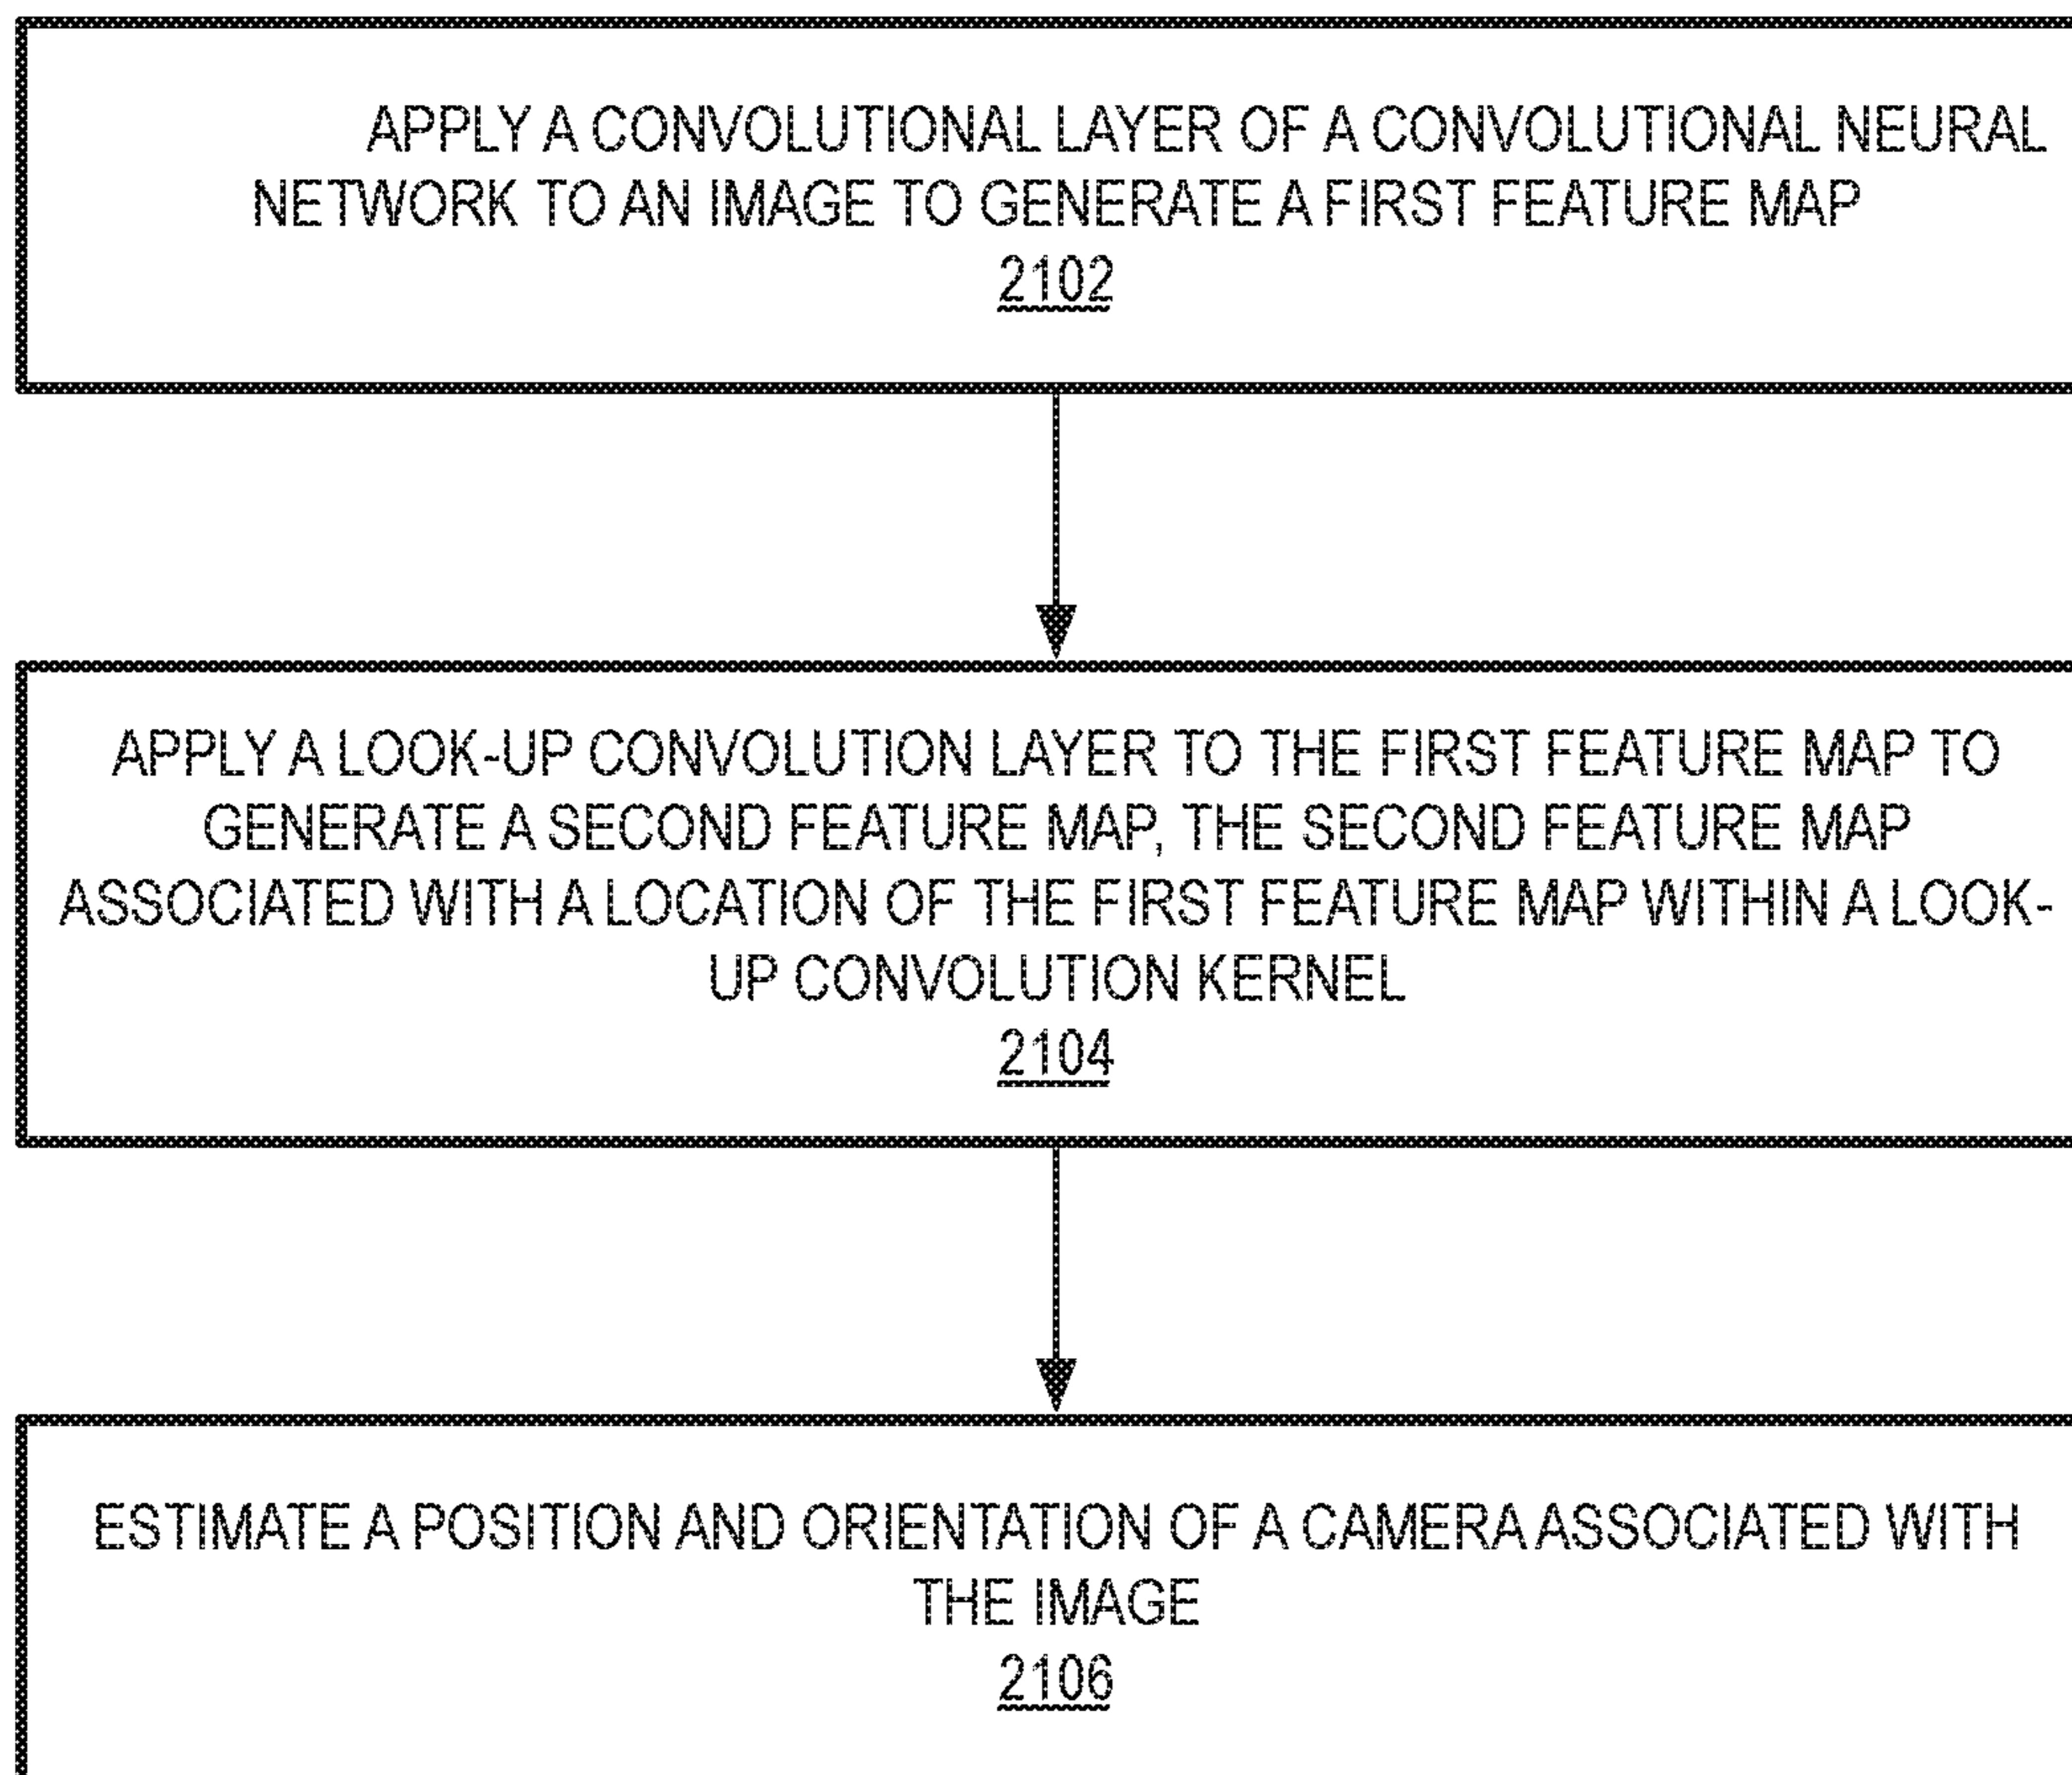 APPLY A CONVOLUTIONAL LAYER OF A CONVOLUTIONAL NEURAL
NETWORK TO AN IMAGE TO GENERATE A FIRST FEATURE MAP
2102
APPLY A LOOK-UP CONVOLUTION LAYER TO THE FIRST FEATURE MAP TO
GENERATE A SECOND FEATURE MAP, THE SECOND FEATURE MAP
ASSOCIATED WITH A LOCATION OF THE FIRST FEATURE MAP WITHIN A LOOK-
UP CONVOLUTION KERNEL
2104
ESTIMATE A POSITION AND ORIENTATION OF A CAMERA ASSOCIATED WITH
THE IMAGE
2106